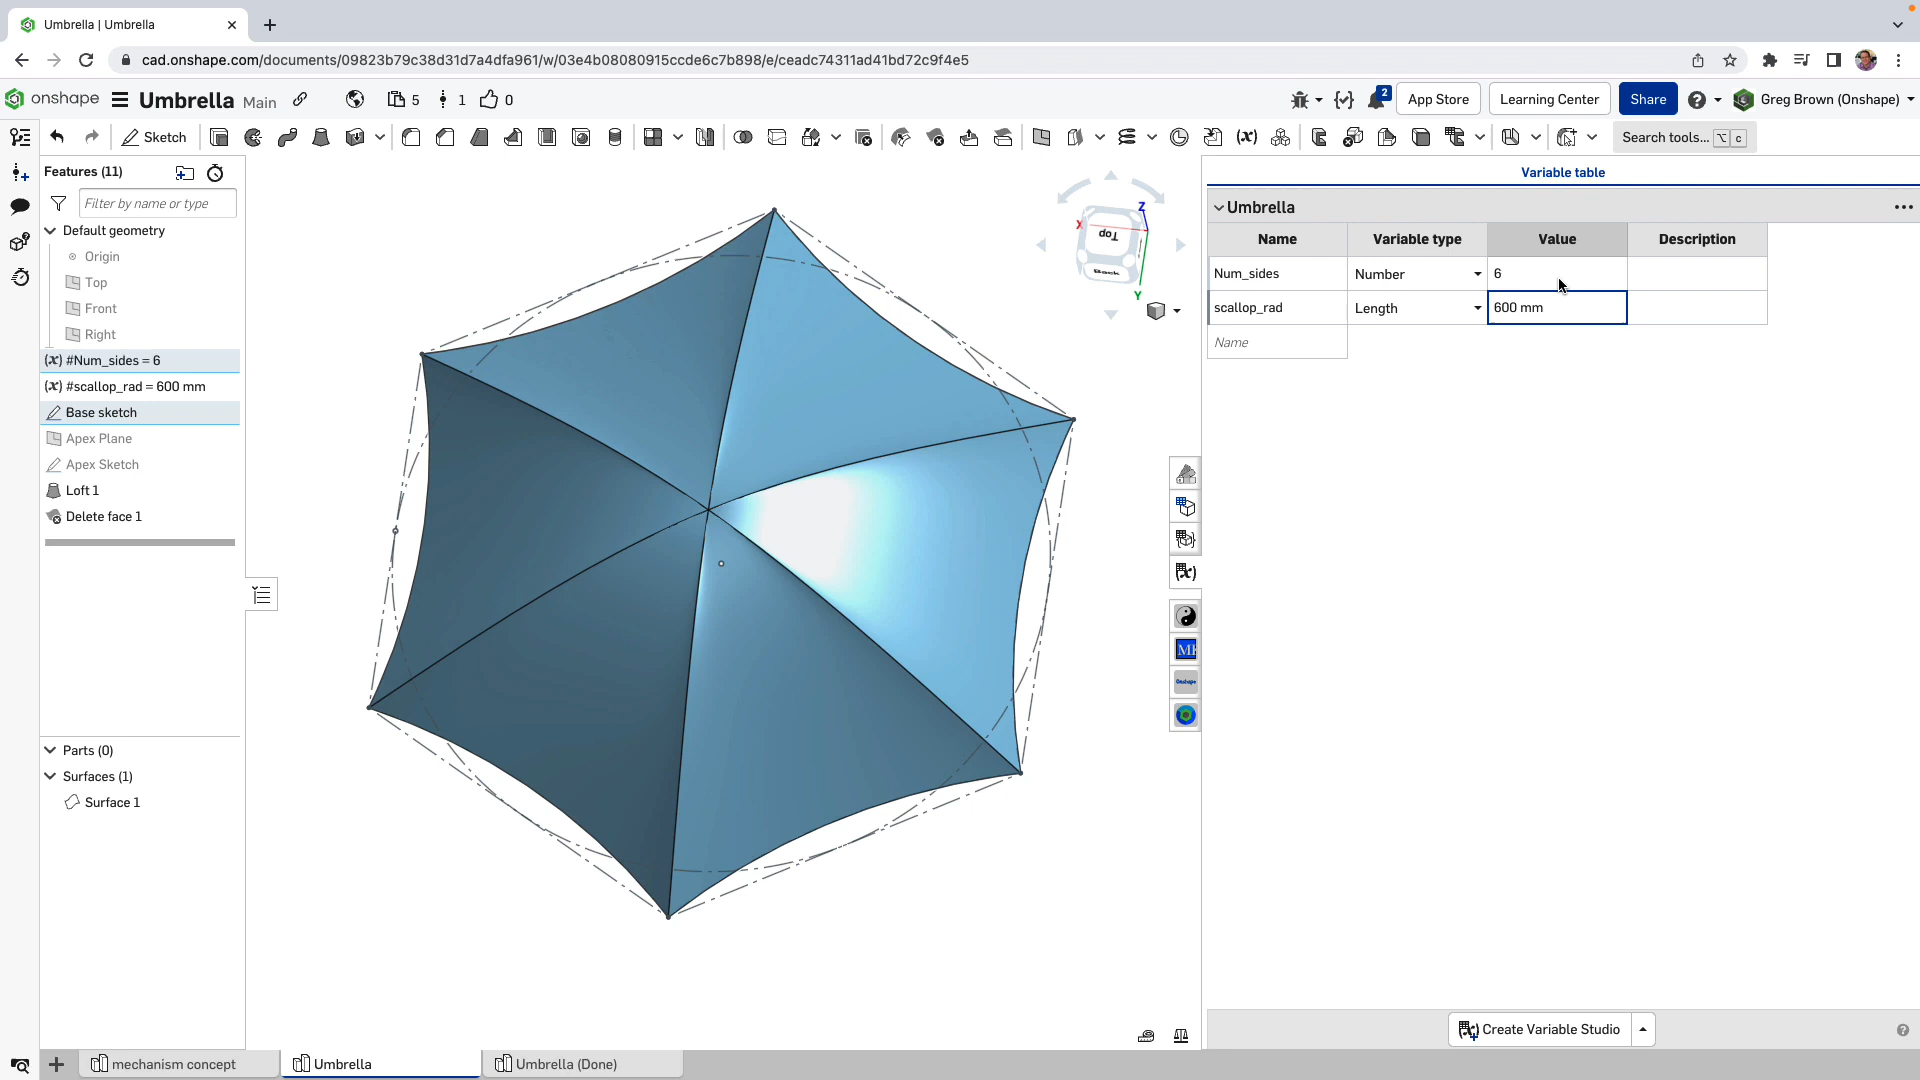 Umbrella | Umbrella
cad.onshape.com/documents/09823b79c38d31d7a4dfa961/w/03e4b08080915ccde6c7b898/e/ceadc74311ad41bd72c9f4e5
onshape
Umbrella Main
5
1
0
2
App Store
Learning Center
Share
Greg Brown (Onshape)
Sketch
Search tools... ⌥ c
Features (11)
Filter by name or type
Default geometry
Origin
Top
Front
Right
(x) #Num_sides = 6
(x) #scallop_rad = 600 mm
Base sketch
Apex Plane
Apex Sketch
Loft 1
Delete face 1
Parts (0)
Surfaces (1)
Surface 1
Z
X
Top
Back
Y
MK
Onshape
Variable table
Umbrella
Name Variable type Value Description
Num_sides Number 6
scallop_rad Length 600 mm
Name
Create Variable Studio
mechanism concept
Umbrella
Umbrella (Done)